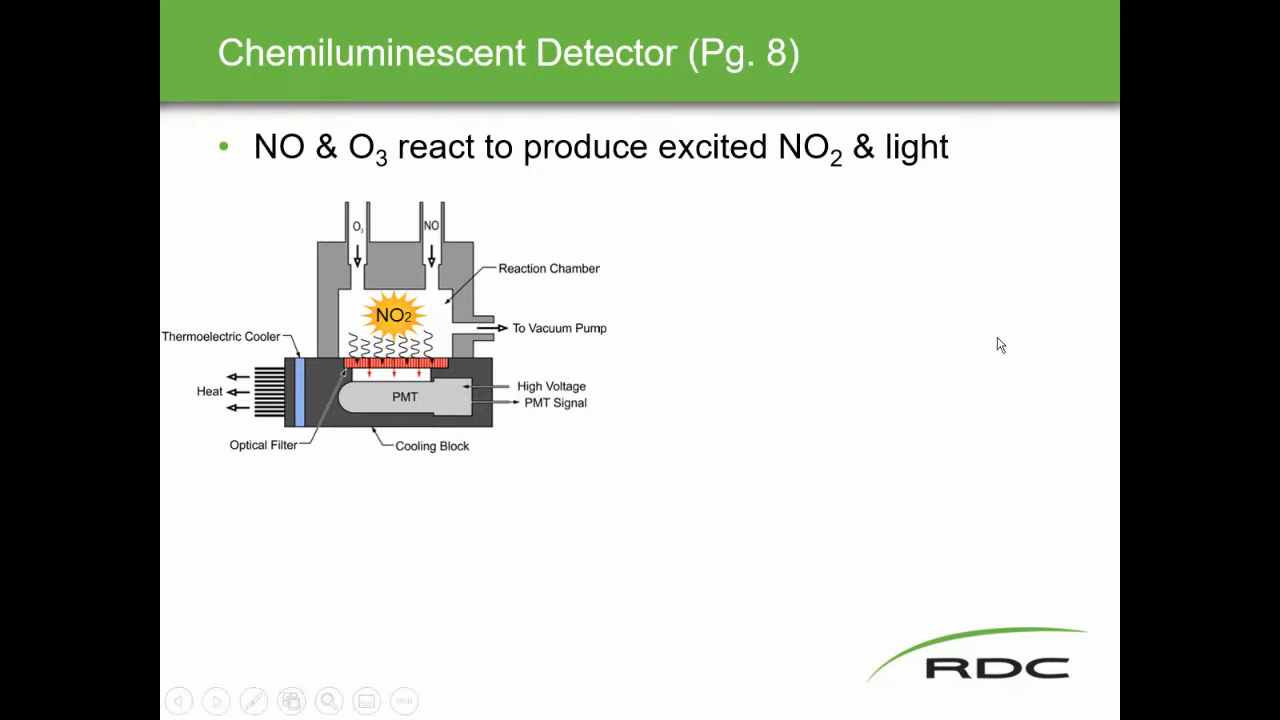 Chemiluminescent Detector (Pg. 8)
• NO & O₃ react to produce excited NO₂ & light
O₃
NO
Reaction Chamber
NO₂
To Vacuum Pump
Thermoelectric Cooler
Heat
PMT
High Voltage
PMT Signal
Optical Filter
Cooling Block
RDC